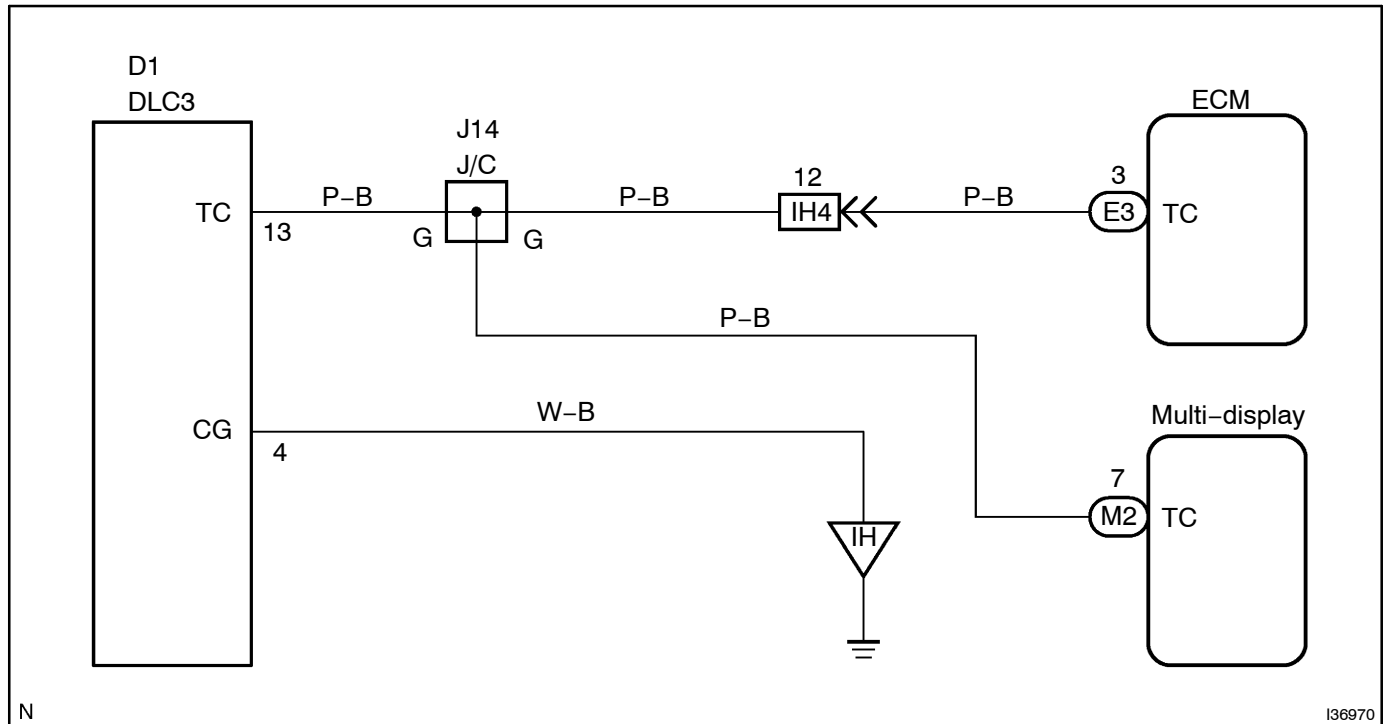 D1
DLC3
J14
J/C
ECM
TC
13
P−B
G
G
P−B
12
IH4
P−B
3
E3
TC
P−B
CG
4
W−B
IH
Multi−display
7
M2
TC
N
I36970